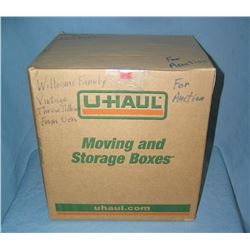 For
Auction
Williams Family
Vintage
For
Auction
U-HAUL
Moving and
Storage Boxes
uhaul.com